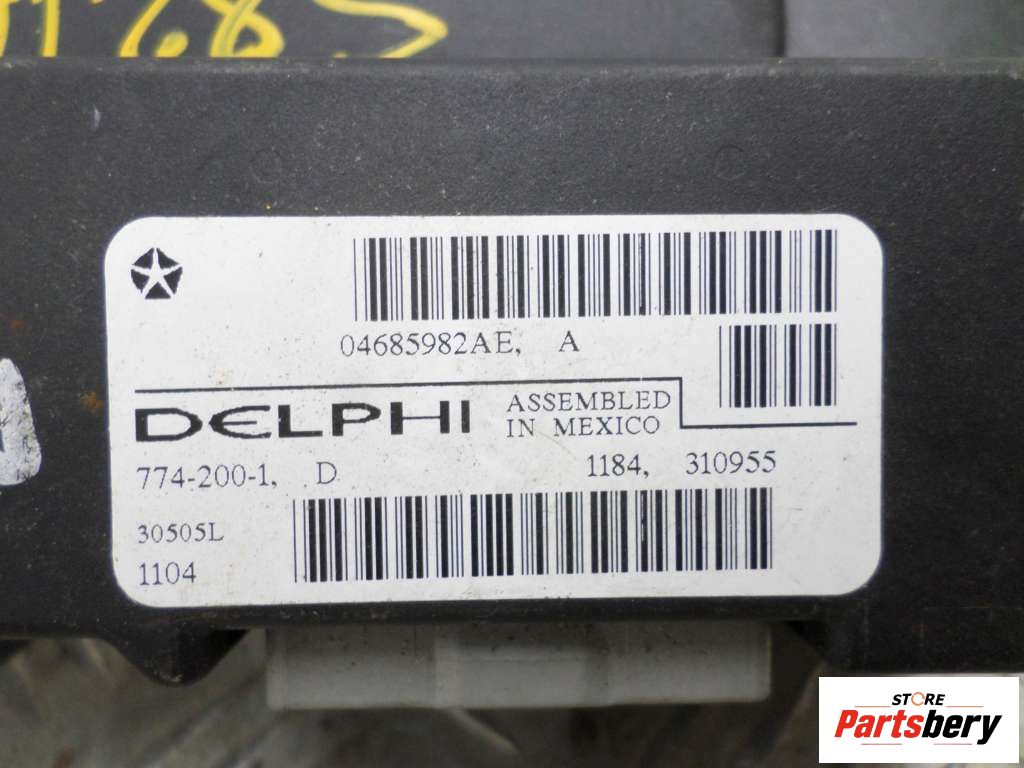 04685982AE, A
DELPHI
ASSEMBLED
IN MEXICO
774-200-1, D
1184, 310955
30505L
1104
STORE
Partsbery